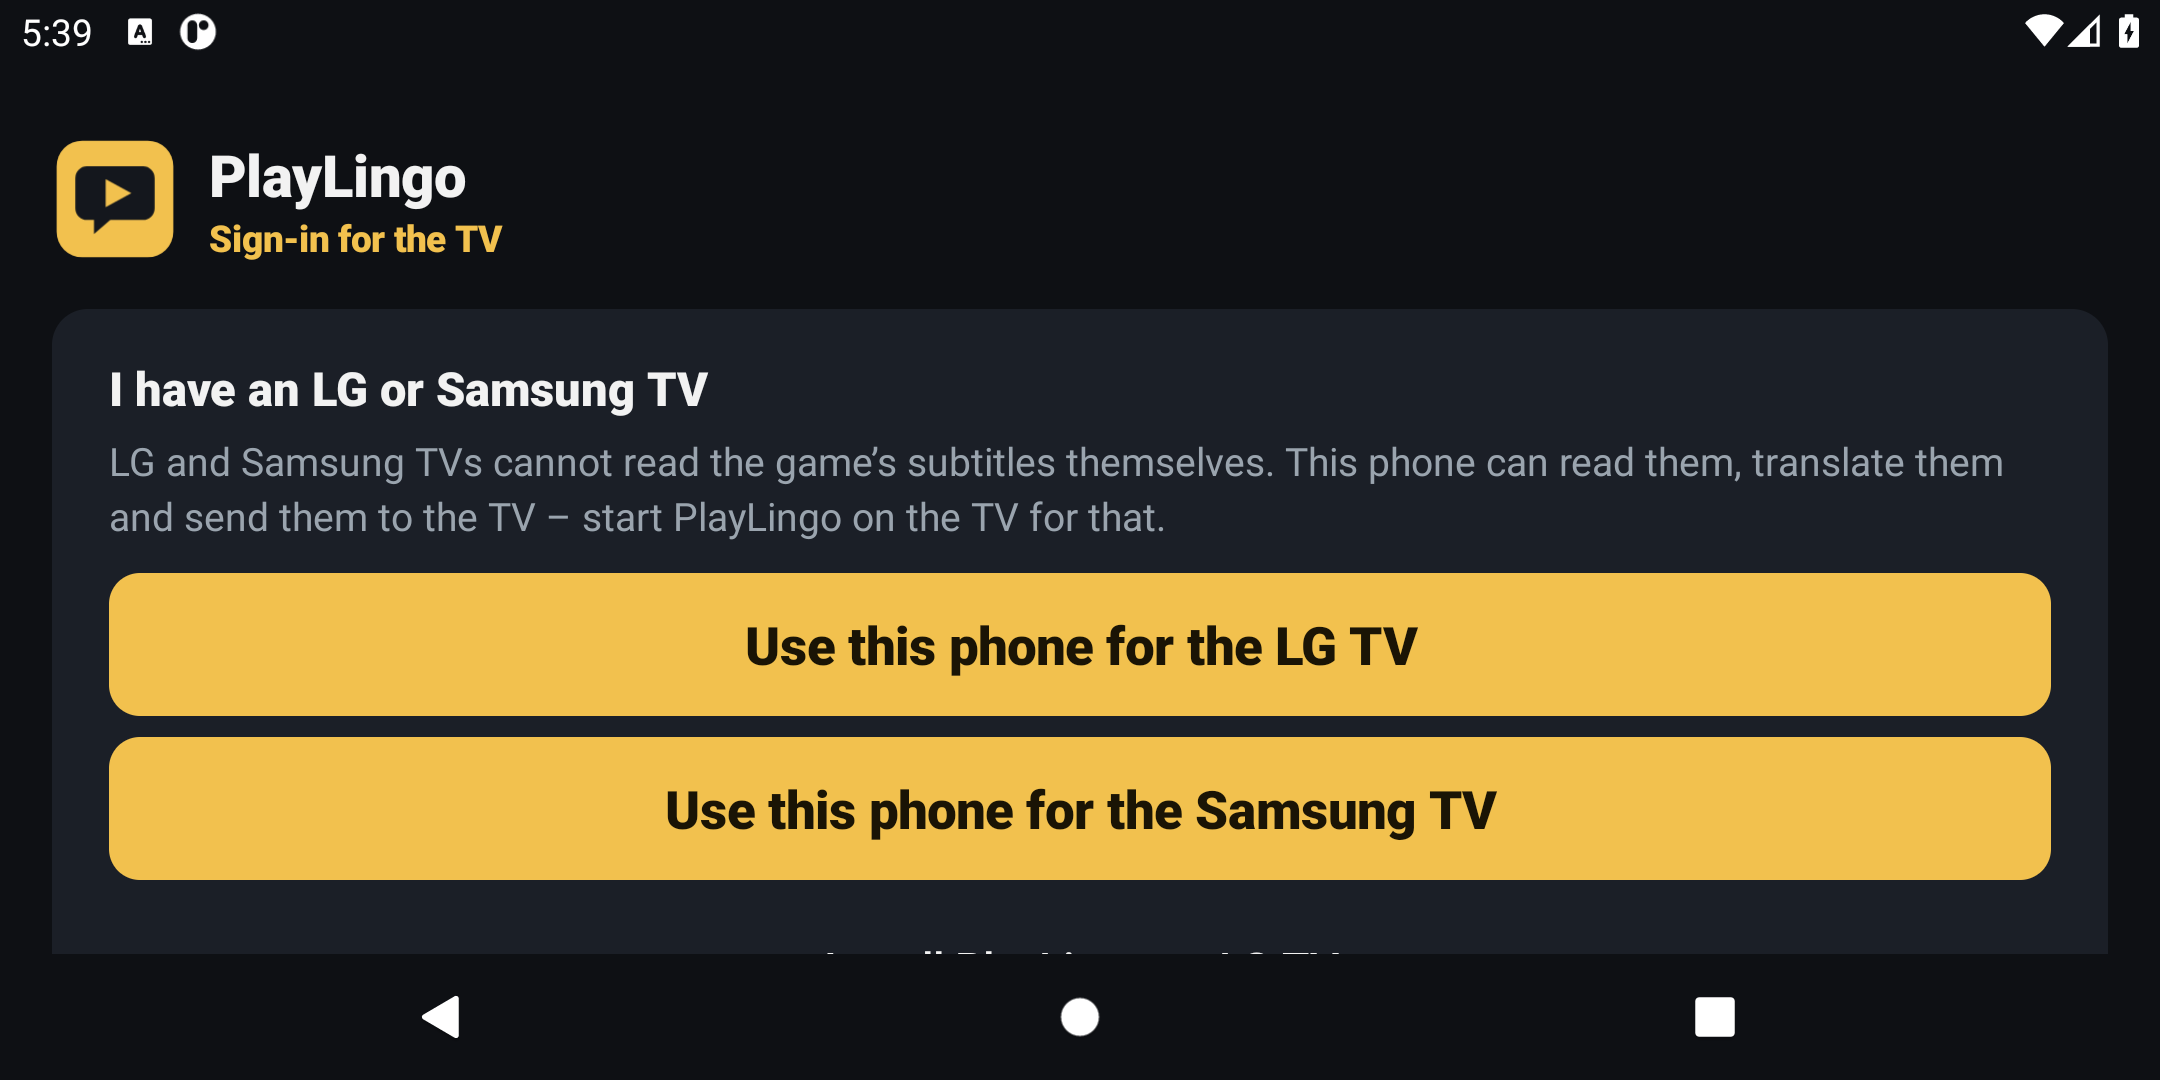 5:39
PlayLingo
Sign-in for the TV
I have an LG or Samsung TV
LG and Samsung TVs cannot read the game’s subtitles themselves. This phone can read them, translate them
and send them to the TV – start PlayLingo on the TV for that.
Use this phone for the LG TV
Use this phone for the Samsung TV